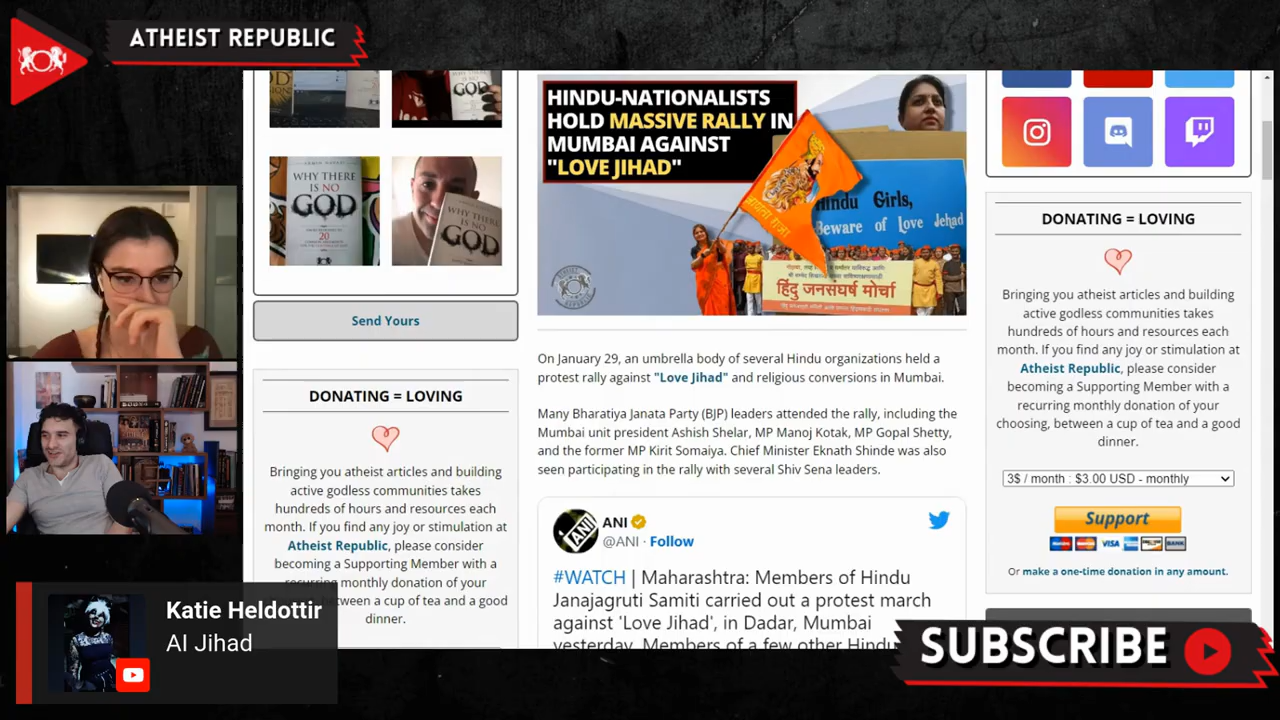 ATHEIST REPUBLIC
WHY THERE
IS NO
GOD
WHY THERE
IS NO
GOD
20
Send Yours
DONATING = LOVING
Bringing you atheist articles and building
active godless communities takes
hundreds of hours and resources each
month. If you find any joy or stimulation at
Atheist Republic, please consider
becoming a Supporting Member with a
recurring monthly donation of your
between a cup of tea and a good
dinner.
Katie Heldottir
AI Jihad
HINDU-NATIONALISTS
HOLD MASSIVE RALLY IN
MUMBAI AGAINST
"LOVE JIHAD"
Hindu Girls,
Beware of Love Jehad
हिंदु जनसंघर्ष मोर्चा
On January 29, an umbrella body of several Hindu organizations held a
protest rally against "Love Jihad" and religious conversions in Mumbai.
Many Bharatiya Janata Party (BJP) leaders attended the rally, including the
Mumbai unit president Ashish Shelar, MP Manoj Kotak, MP Gopal Shetty,
and the former MP Kirit Somaiya. Chief Minister Eknath Shinde was also
seen participating in the rally with several Shiv Sena leaders.
ANI
ANI
@ANI · Follow
#WATCH | Maharashtra: Members of Hindu
Janajagruti Samiti carried out a protest march
against 'Love Jihad', in Dadar, Mumbai
yesterday. Members of a few other Hindu
DONATING = LOVING
Bringing you atheist articles and building
active godless communities takes
hundreds of hours and resources each
month. If you find any joy or stimulation at
Atheist Republic, please consider
becoming a Supporting Member with a
recurring monthly donation of your
choosing, between a cup of tea and a good
dinner.
3$ / month : $3.00 USD - monthly
Support
VISA
BANK
Or make a one-time donation in any amount.
SUBSCRIBE